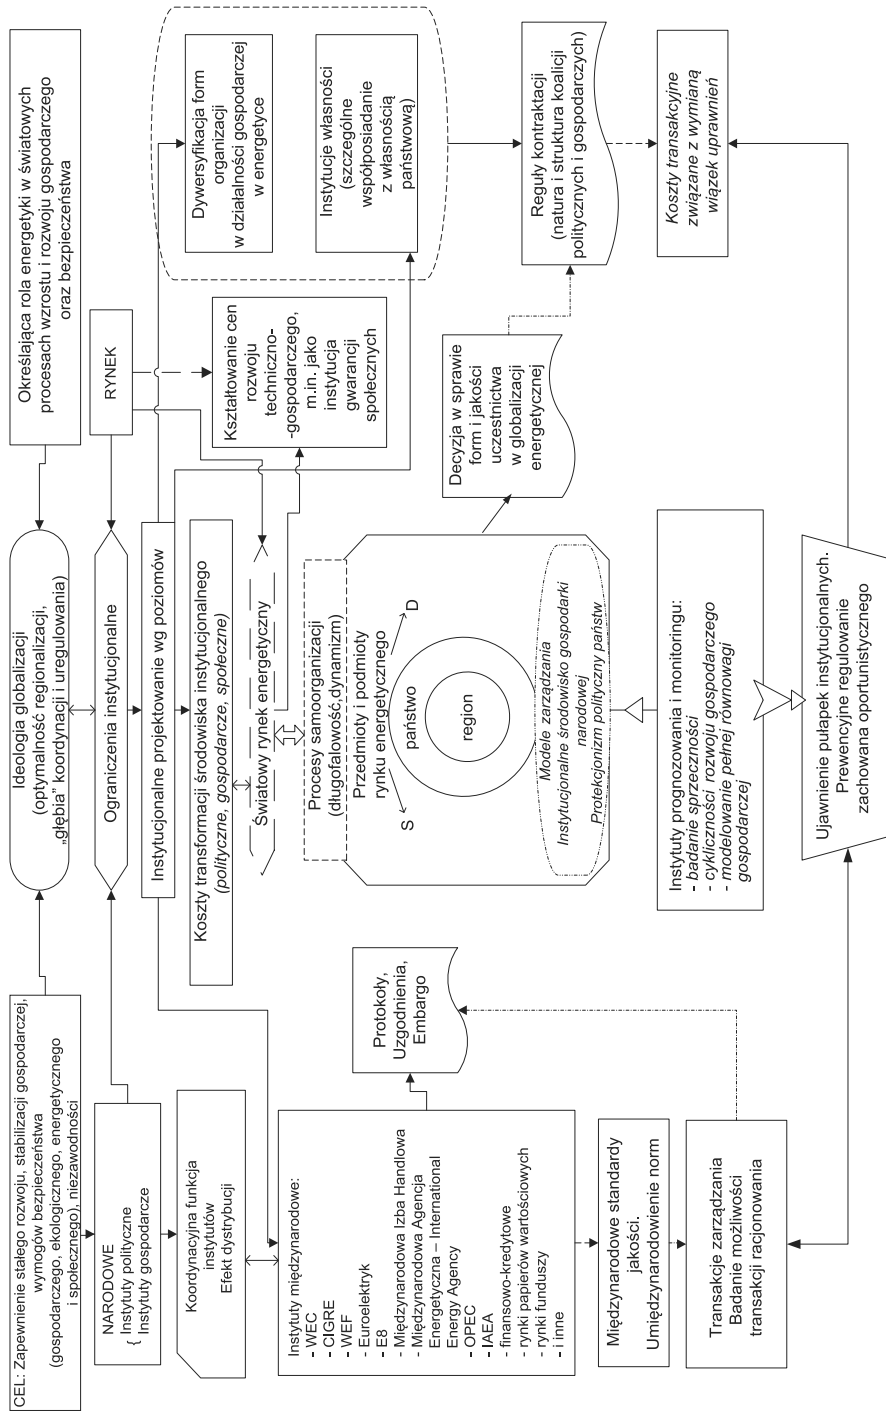 CEL: Zapewnienie stałego rozwoju, stabilizacji gospodarczej,
wymogów bezpieczeństwa
(gospodarczego, ekologicznego, energetycznego
i społecznego), niezawodności
Ideologia globalizacji
(optymalność regionalizacji,
„głębia” koordynacji i uregulowania)
Określająca rola energetyki w światowych
procesach wzrostu i rozwoju gospodarczego
oraz bezpieczeństwa
NARODOWE
{ Instytuty polityczne
Instytuty gospodarcze
Ograniczenia instytucjonalne
RYNEK
Koordynacyjna funkcja
instytutów
Efekt dystrybucji
Instytucjonalne projektowanie wg poziomów
Koszty transformacji środowiska instytucjonalnego
(polityczne, gospodarcze, społeczne)
Światowy rynek energetyczny
Kształtowanie cen
rozwoju
techniczno-
-gospodarczego,
m.in. jako
instytucja
gwarancji
społecznych
Dywersyfikacja form
organizacji
w działalności gospodarczej
w energetyce
Instytucje własności
(szczególne
współposiadanie
z własnością
państwową)
Instytuty międzynarodowe:
- WEC
- CIGRE
- WEF
- Euroelektryk
- E8
- Międzynarodowa Izba Handlowa
- Międzynarodowa Agencja
Energetyczna – International
Energy Agency
- OPEC
- IAEA
- finansowo-kredytowe
- rynki papierów wartościowych
- rynki funduszy
- i inne
Protokoły,
Uzgodnienia,
Embargo
Procesy samoorganizacji
(długofalowość,dynamizm)
Przedmioty i podmioty
rynku energetycznego
S
D
państwo
region
Modele zarządzania
Instytucjonalne środowisko gospodarki
narodowej
Protekcjonizm polityczny państw
Decyzja w sprawie
form i jakości
uczestnictwa
w globalizacji
energetycznej
Reguły kontraktacji
(natura i struktura koalicji
politycznych i gospodarczych)
Międzynarodowe standardy
jakości.
Umiędzynarodowienie norm
Instytuty prognozowania i monitoringu:
- badanie sprzeczności
- cykliczności rozwoju gospodarczego
- modelowanie pełnej równowagi
gospodarczej
Koszty transakcyjne
związane z wymianą
wiązek uprawnień
Transakcje zarządzania
Badanie możliwości
transakcji racjonowania
Ujawnienie pułapek instytucjonalnych.
Prewencyjne regulowanie
zachowana oportunistycznego